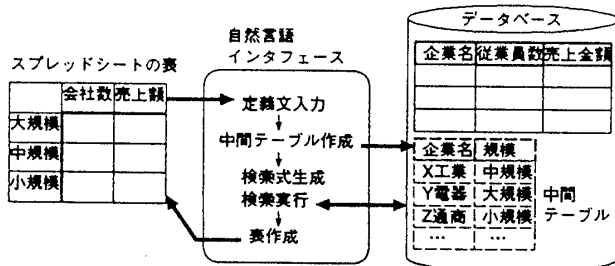 スプレッドシートの表
会社数 売上額
大規模
中規模
小規模
自然言語
インタフェース
定義文入力
↓
中間テーブル作成
↓
検索式生成
検索実行
↓
表作成
データベース
企業名 従業員数 売上金額
企業名 規模
X工業 中規模
Y電器 大規模
Z通商 小規模
… …
中間
テーブル